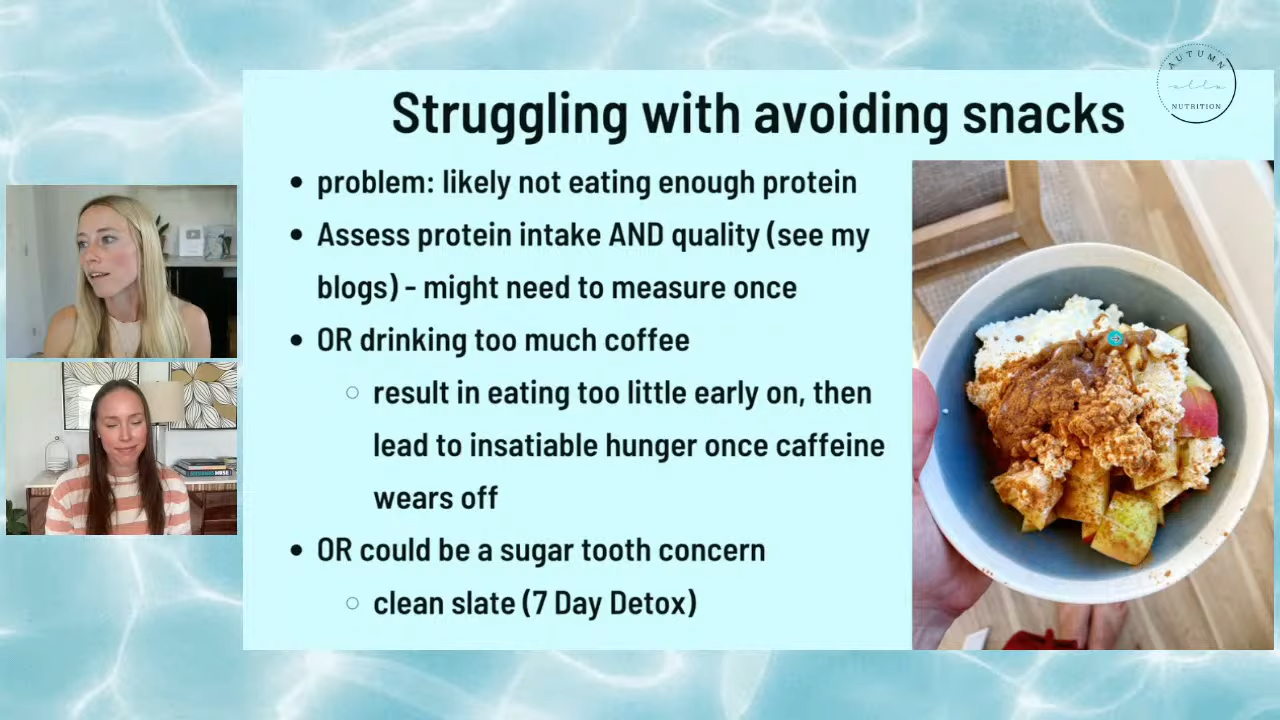 AUTUMN
elle
NUTRITION
Struggling with avoiding snacks
problem: likely not eating enough protein
Assess protein intake AND quality (see my
blogs) - might need to measure once
OR drinking too much coffee
result in eating too little early on, then
lead to insatiable hunger once caffeine
wears off
OR could be a sugar tooth concern
clean slate (7 Day Detox)